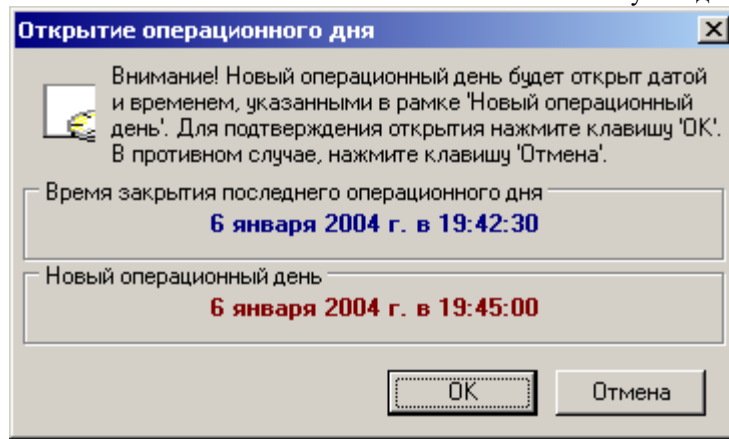 Открытие операционного дня
Внимание! Новый операционный день будет открыт датой
и временем, указанными в рамке 'Новый операционный
день'. Для подтверждения открытия нажмите клавишу 'OK'.
В противном случае, нажмите клавишу 'Отмена'.
Время закрытия последнего операционного дня
6 января 2004 г. в 19:42:30
Новый операционный день
6 января 2004 г. в 19:45:00
OK
Отмена